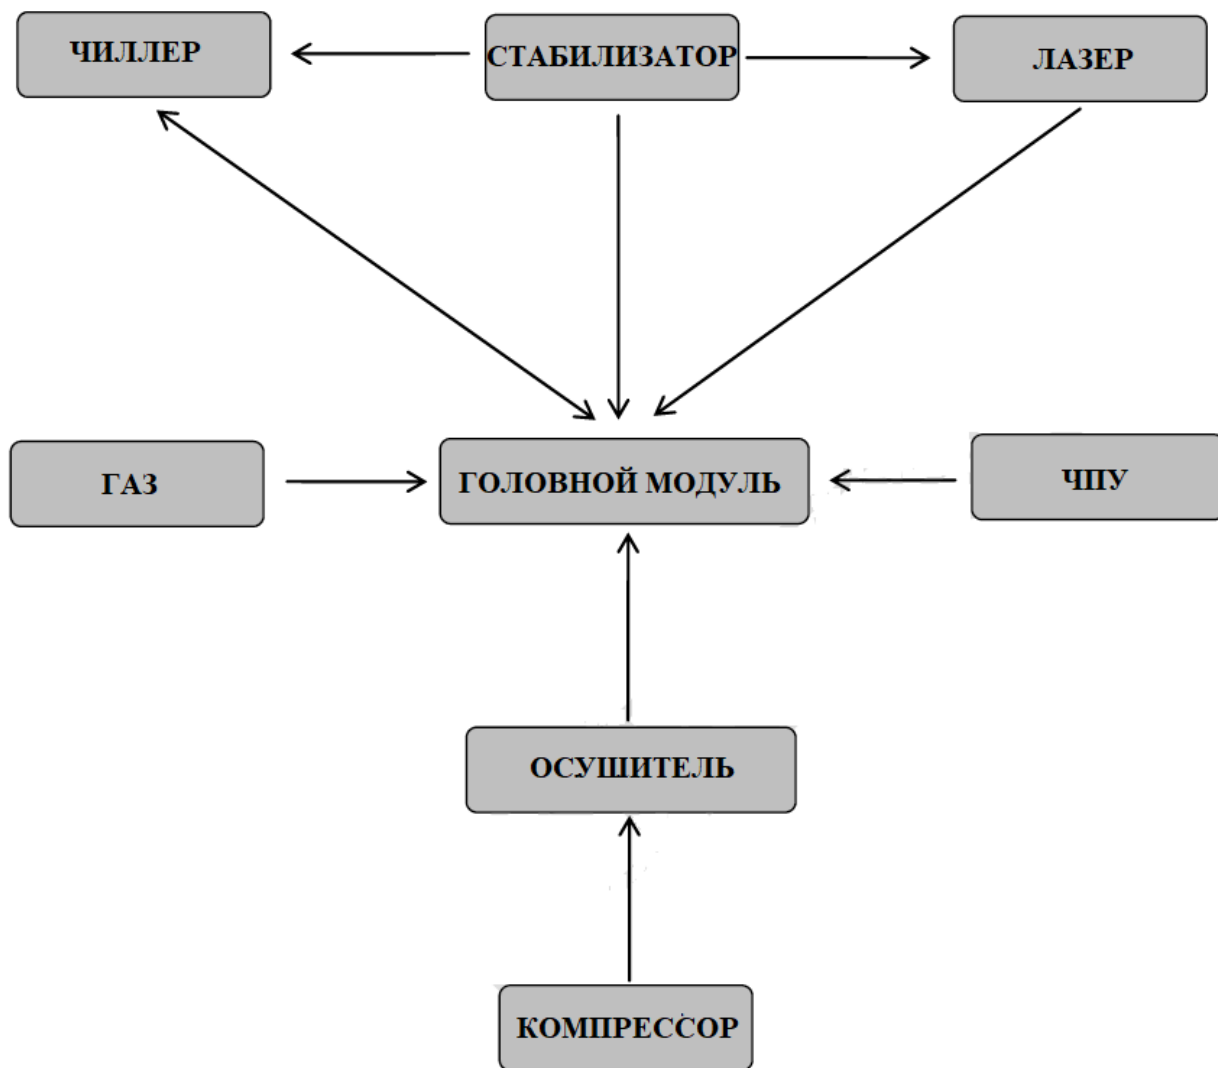 ЧИЛЛЕР
СТАБИЛИЗАТОР
ЛАЗЕР
ГАЗ
ГОЛОВНОЙ МОДУЛЬ
ЧПУ
ОСУШИТЕЛЬ
КОМПРЕССОР